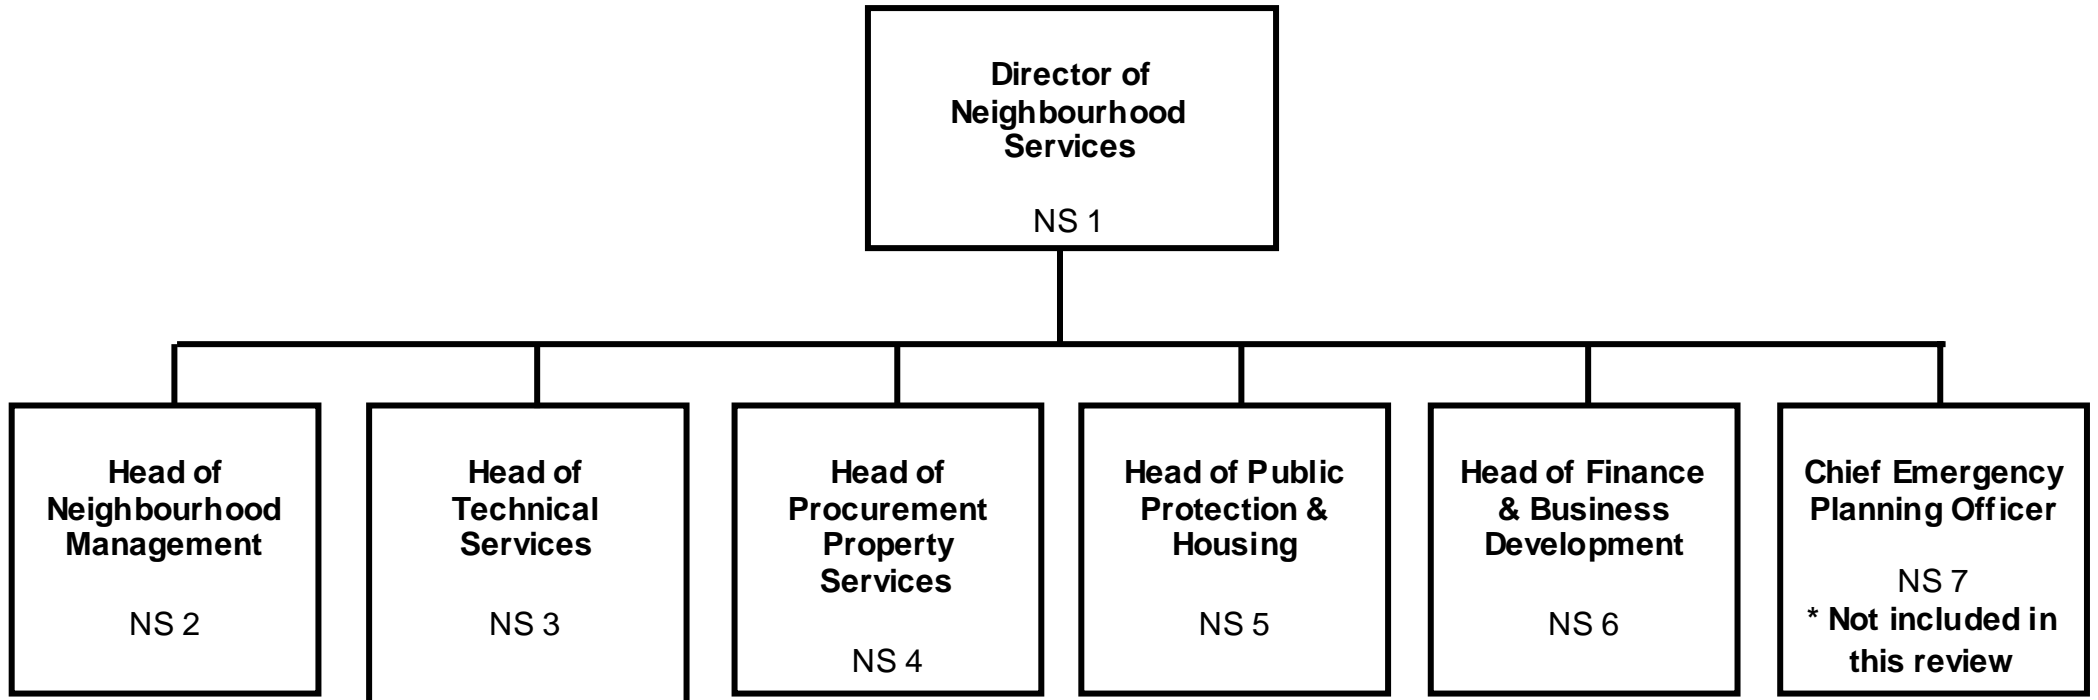 Director of
Neighbourhood
Services
NS 1
Head of
Neighbourhood
Management
NS 2
Head of
Technical
Services
NS 3
Head of
Procurement
Property
Services
NS 4
Head of Public
Protection &
Housing
NS 5
Head of Finance
& Business
Development
NS 6
Chief Emergency
Planning Officer
NS 7
* Not included in
this review